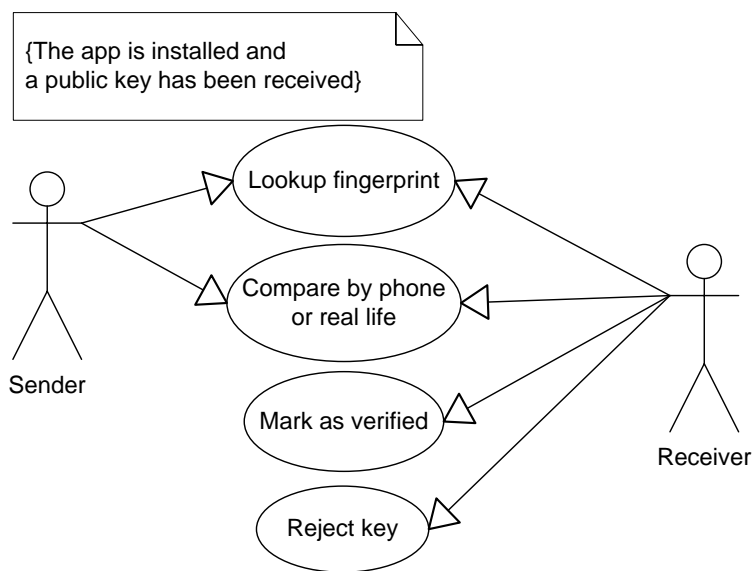 {The app is installed and
a public key has been received}
Lookup fingerprint
Compare by phone
or real life
Sender
Mark as verified
Receiver
Reject key